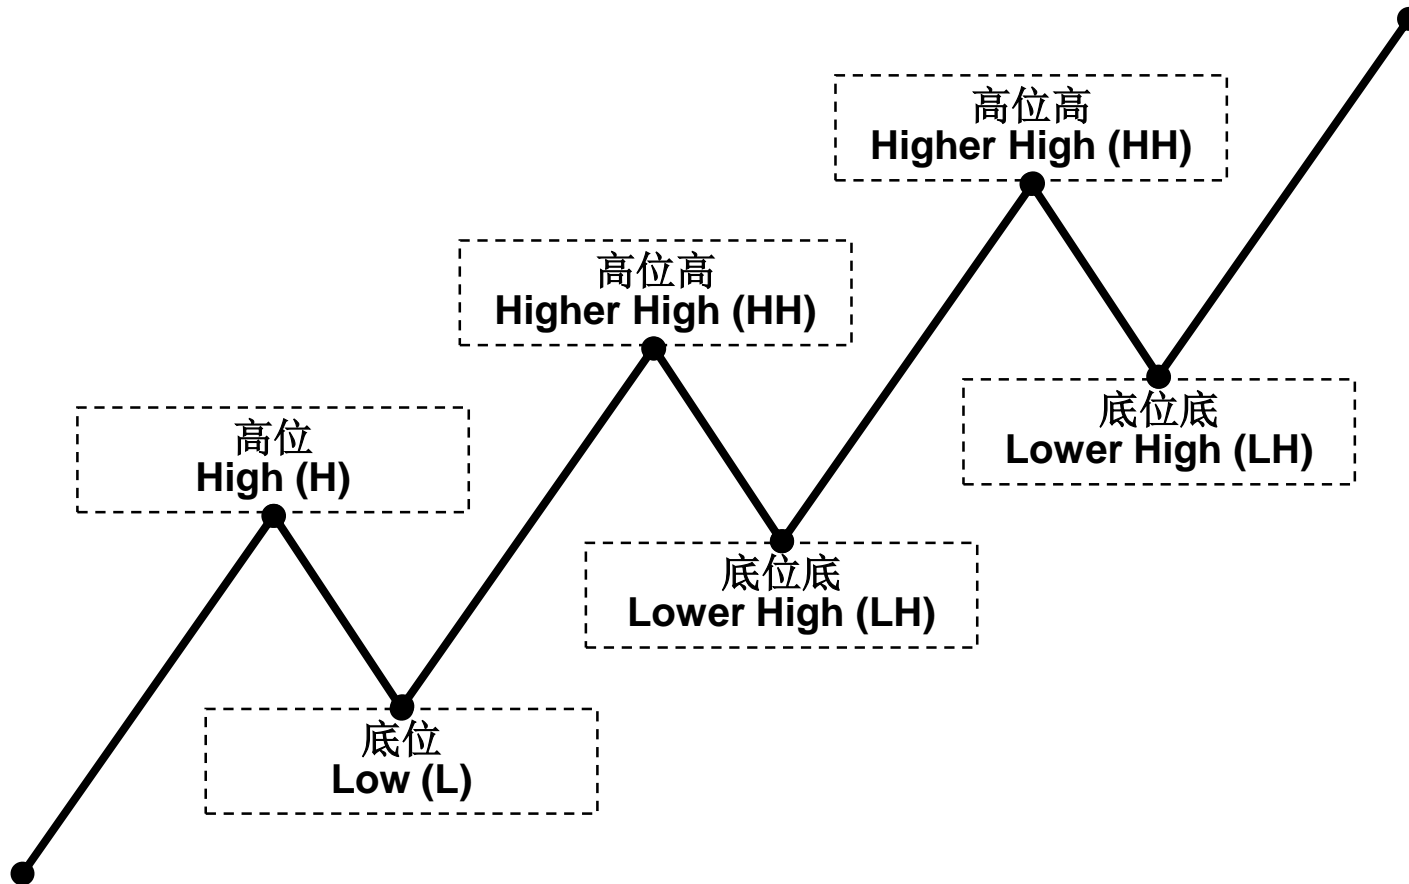 高位高
Higher High (HH)
高位高
Higher High (HH)
底位底
Lower High (LH)
高位
High (H)
底位底
Lower High (LH)
底位
Low (L)